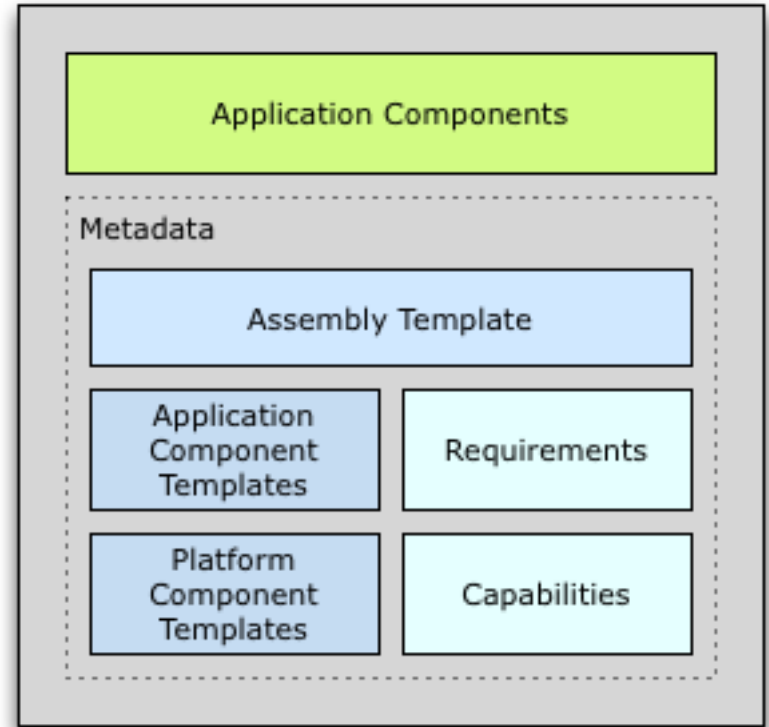 Application Components
Metadata
Assembly Template
Application
Component
Templates
Requirements
Platform
Component
Templates
Capabilities